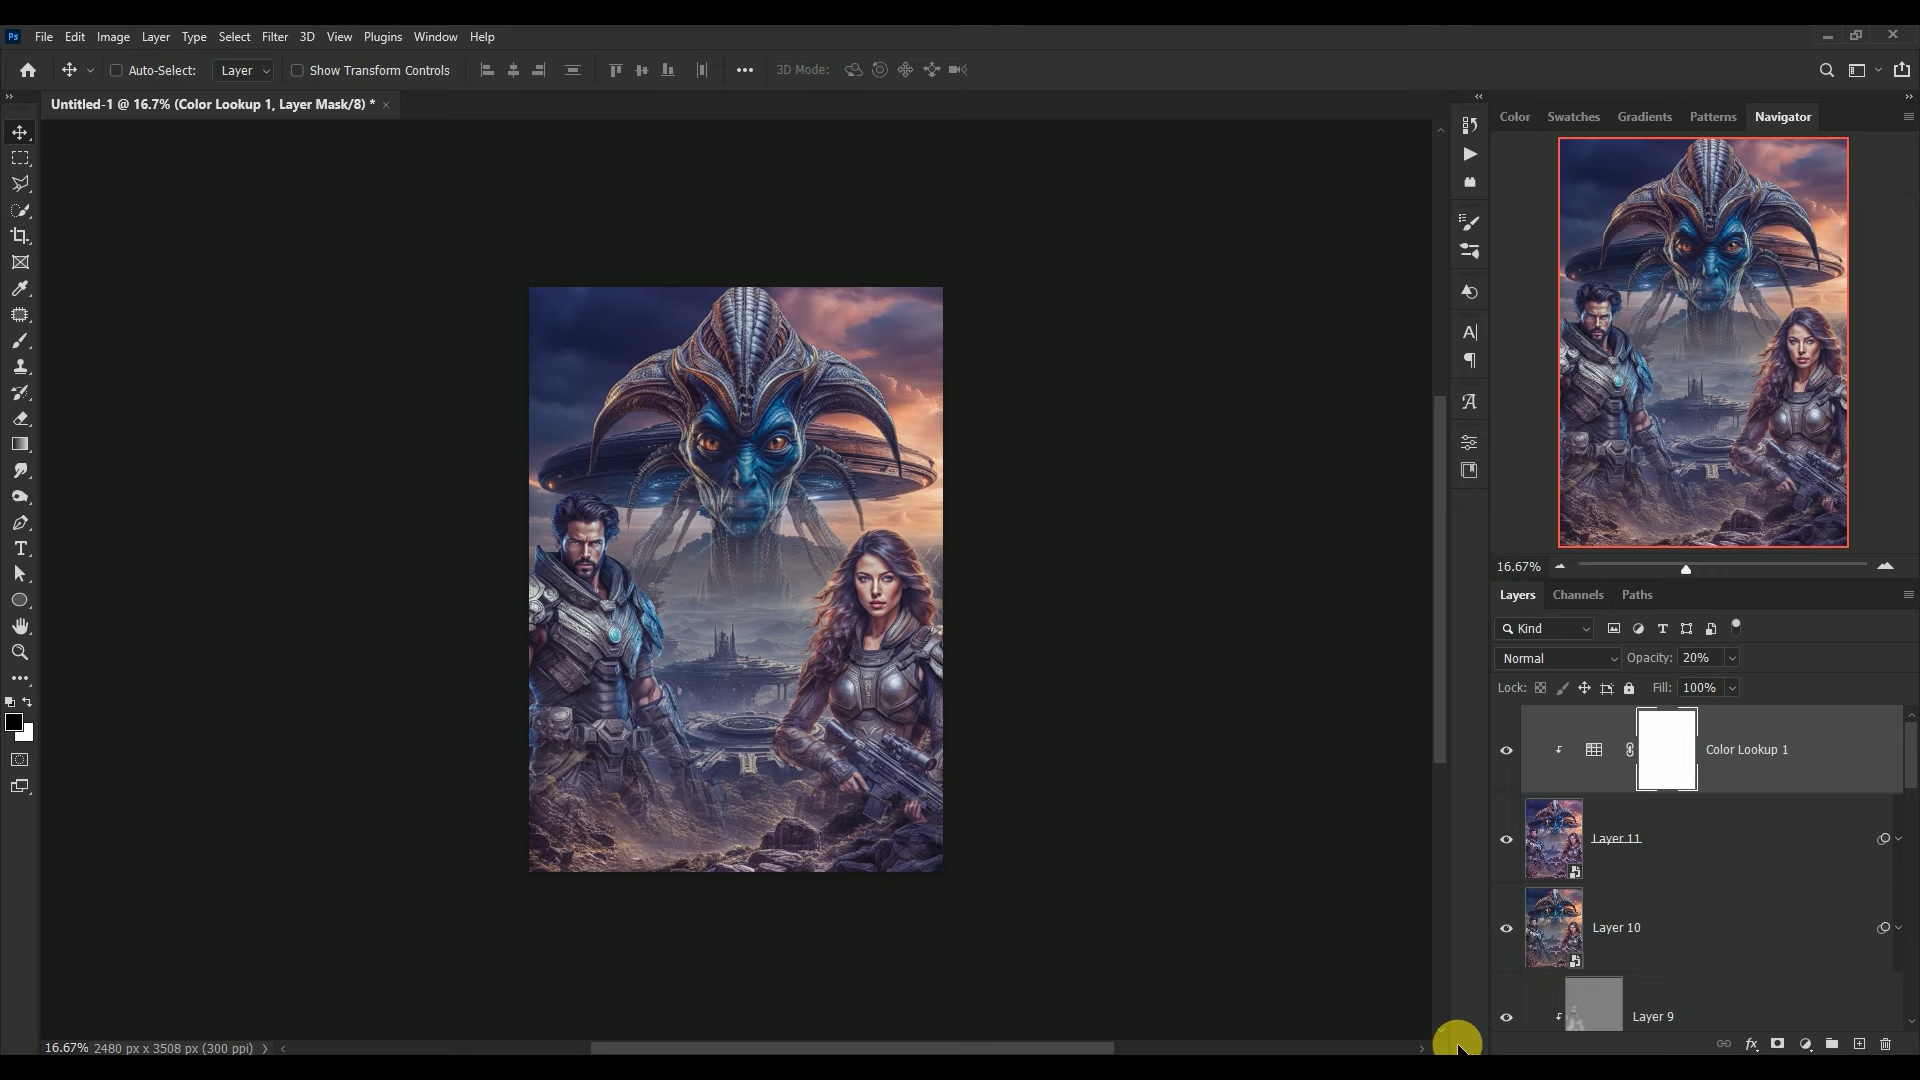 Ps File Edit Image Layer Type Select Filter 3D View Plugins Window Help
Auto-Select: Layer Show Transform Controls 3D Mode:
Untitled-1 @ 16.7% (Color Lookup 1, Layer Mask/8) *
Color Swatches Gradients Patterns Navigator
16.67%
Layers Channels Paths
Kind
Normal Opacity: 20%
Lock: Fill: 100%
Color Lookup 1
Layer 11
Layer 10
Layer 9
16.67% 2480 px x 3508 px (300 ppi)